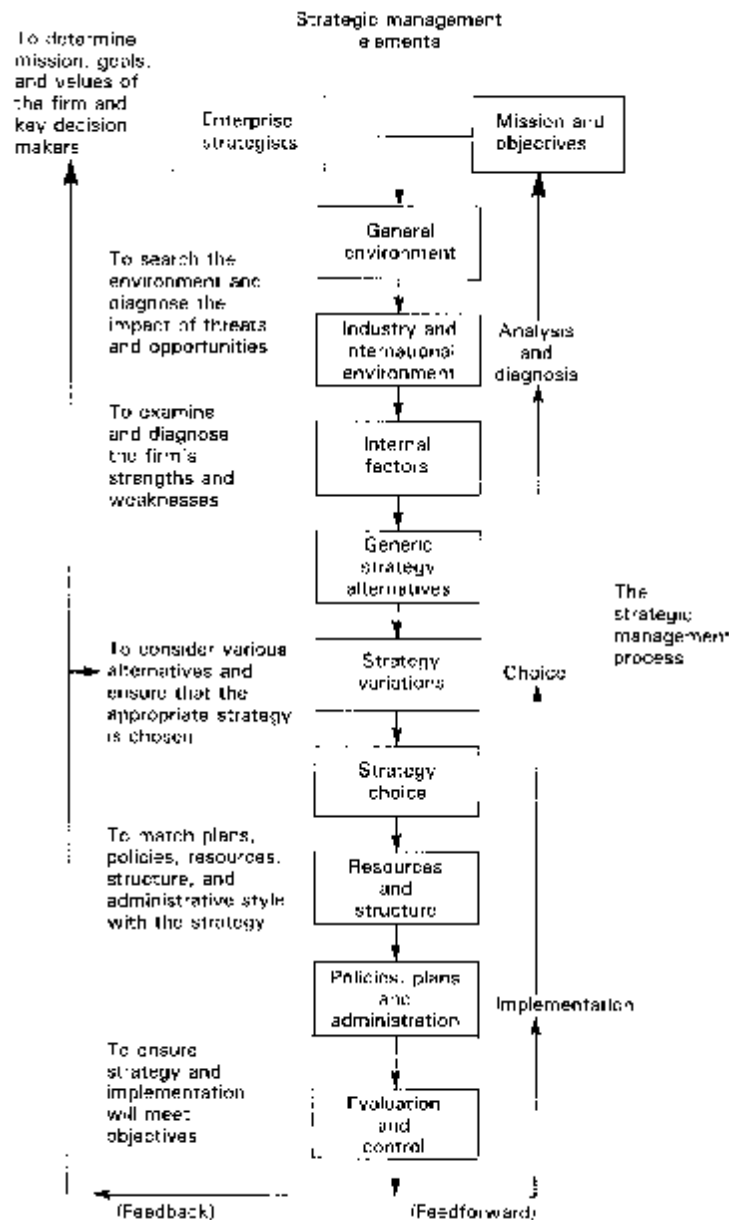 Strategic management
elements
To determine
mission, goals,
and values of
the firm and
key decision
makers
Enterprise
strategists
Mission and
objectives
General
environment
To search the
environment and
diagnose the
impact of threats
and opportunities
Industry and
international
environment
Analysis
and
diagnosis
To examine
and diagnose
the firm's
strengths and
weaknesses
Internal
factors
Generic
strategy
alternatives
The
strategic
management
process
To consider various
alternatives and
ensure that the
appropriate strategy
is chosen
Strategy
variations
Choice
Strategy
choice
To match plans,
policies, resources,
structure, and
administrative style
with the strategy
Resources
and
structure
Policies, plans
and
administration
Implementation
To ensure
strategy and
implementation
will meet
objectives
Evaluation
and
control
(Feedback)
(Feedforward)